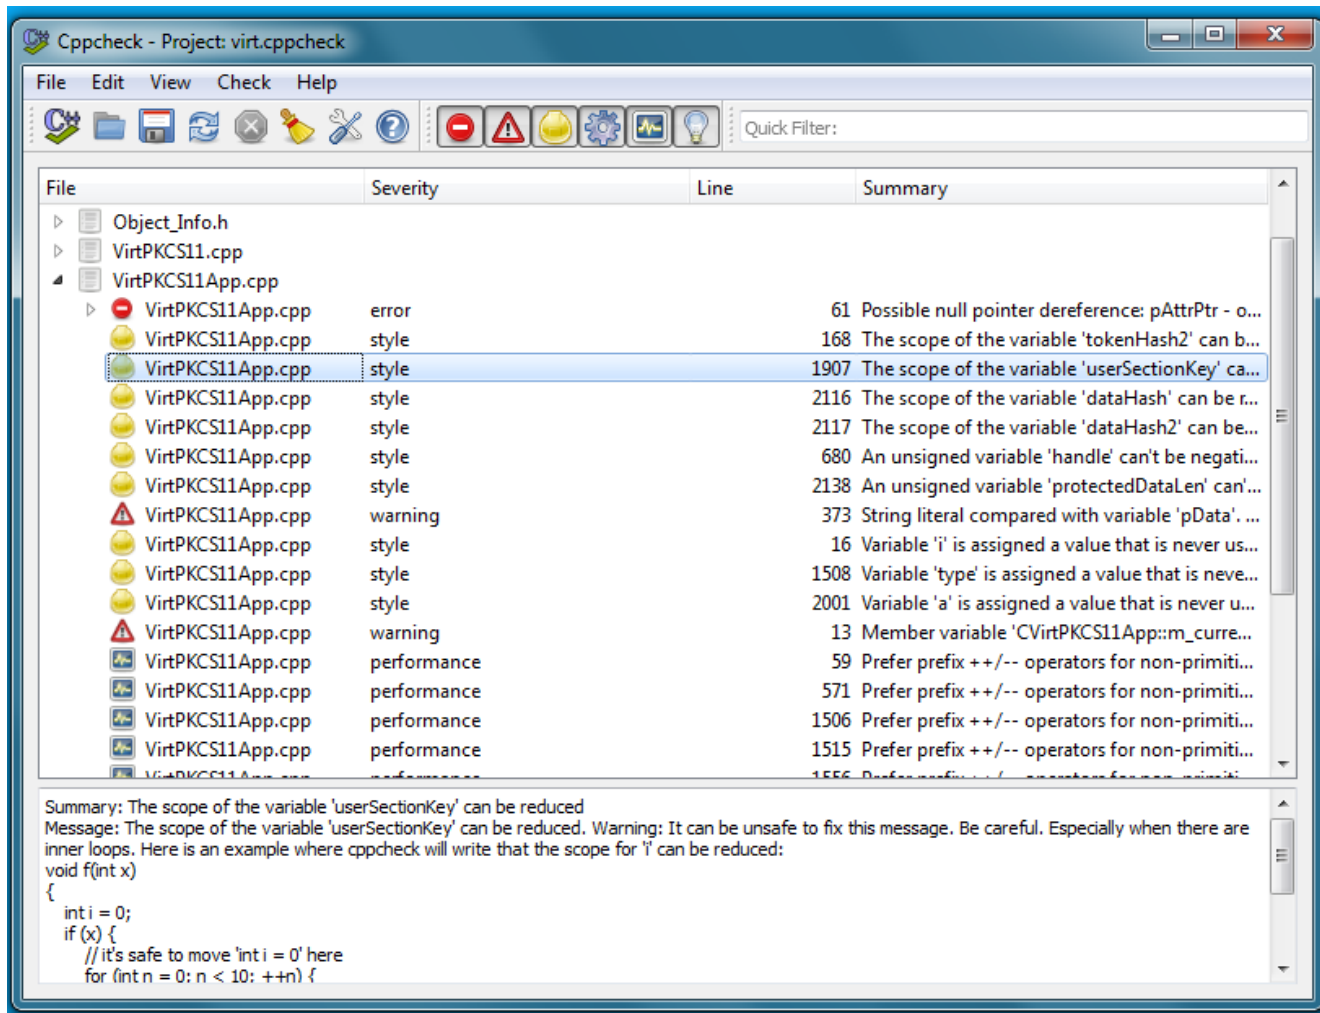 Cppcheck - Project: virt.cppcheck
File Edit View Check Help
Quick Filter:
File Severity Line Summary
Object_Info.h
VirtPKCS11.cpp
VirtPKCS11App.cpp
VirtPKCS11App.cpp error 61 Possible null pointer dereference: pAttrPtr - o...
VirtPKCS11App.cpp style 168 The scope of the variable 'tokenHash2' can b...
VirtPKCS11App.cpp style 1907 The scope of the variable 'userSectionKey' ca...
VirtPKCS11App.cpp style 2116 The scope of the variable 'dataHash' can be r...
VirtPKCS11App.cpp style 2117 The scope of the variable 'dataHash2' can be...
VirtPKCS11App.cpp style 680 An unsigned variable 'handle' can't be negati...
VirtPKCS11App.cpp style 2138 An unsigned variable 'protectedDataLen' can'...
VirtPKCS11App.cpp warning 373 String literal compared with variable 'pData'. ...
VirtPKCS11App.cpp style 16 Variable 'i' is assigned a value that is never us...
VirtPKCS11App.cpp style 1508 Variable 'type' is assigned a value that is neve...
VirtPKCS11App.cpp style 2001 Variable 'a' is assigned a value that is never u...
VirtPKCS11App.cpp warning 13 Member variable 'CVirtPKCS11App::m_curre...
VirtPKCS11App.cpp performance 59 Prefer prefix ++/-- operators for non-primiti...
VirtPKCS11App.cpp performance 571 Prefer prefix ++/-- operators for non-primiti...
VirtPKCS11App.cpp performance 1506 Prefer prefix ++/-- operators for non-primiti...
VirtPKCS11App.cpp performance 1515 Prefer prefix ++/-- operators for non-primiti...
VirtPKCS11App.cpp performance 1556 Prefer prefix ++/-- operators for non-primiti...
Summary: The scope of the variable 'userSectionKey' can be reduced
Message: The scope of the variable 'userSectionKey' can be reduced. Warning: It can be unsafe to fix this message. Be careful. Especially when there are
inner loops. Here is an example where cppcheck will write that the scope for 'i' can be reduced:
void f(int x)
{
int i = 0;
if (x) {
// it's safe to move 'int i = 0' here
for (int n = 0; n < 10; ++n) {